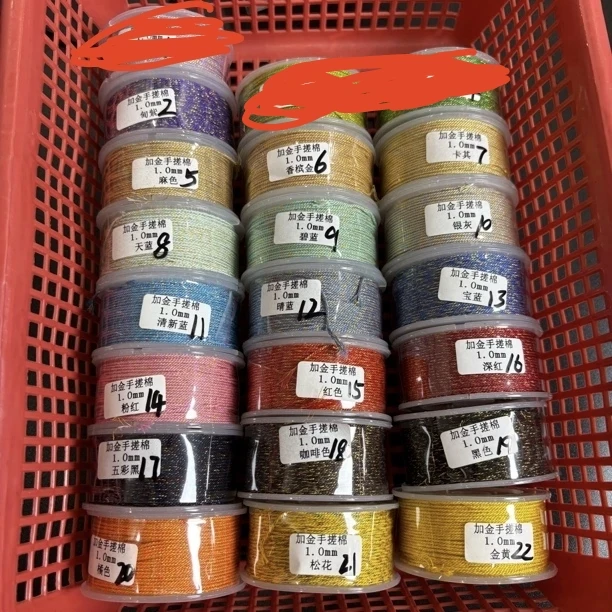 加金手搓棉
1.0mm
甸紫 2
加金手搓棉
1.0mm
麻色 5
加金手搓棉
1.0mm
香槟金 6
加金手搓棉
1.0mm
卡其 7
加金手搓棉
1.0mm
天蓝 8
加金手搓棉
1.0mm
碧蓝 9
加金手搓棉
1.0mm
银灰 10
加金手搓棉
1.0mm
清新蓝 11
加金手搓棉
1.0mm
晴蓝 12
加金手搓棉
1.0mm
宝蓝 13
加金手搓棉
1.0mm
粉红 14
加金手搓棉
1.0mm
红色 15
加金手搓棉
1.0mm
深红 16
加金手搓棉
1.0mm
五彩黑 17
加金手搓棉
1.0mm
咖啡色 18
加金手搓棉
1.0mm
黑色 19
加金手搓棉
1.0mm
橘色 20
加金手搓棉
1.0mm
松花 21
加金手搓棉
1.0mm
金黄 22